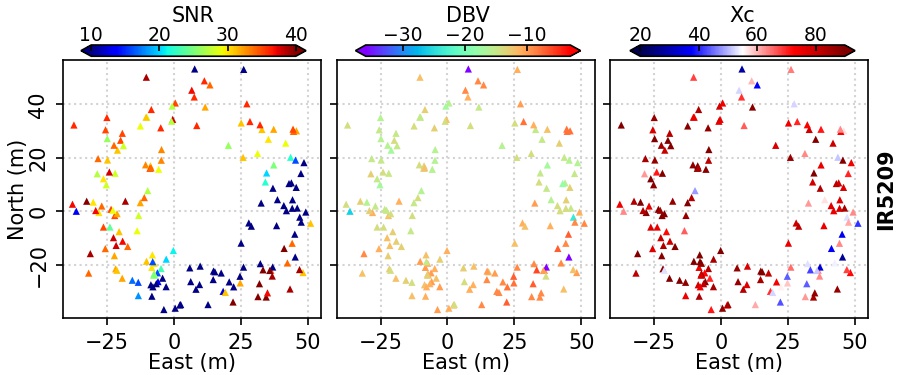 SNR DBV Xc
10 20 30 40 −30 −20 −10 20 40 60 80
North (m)
40
20
0
−20
−25 0 25 50 −25 0 25 50 −25 0 25 50
East (m) East (m) East (m)
IR5209